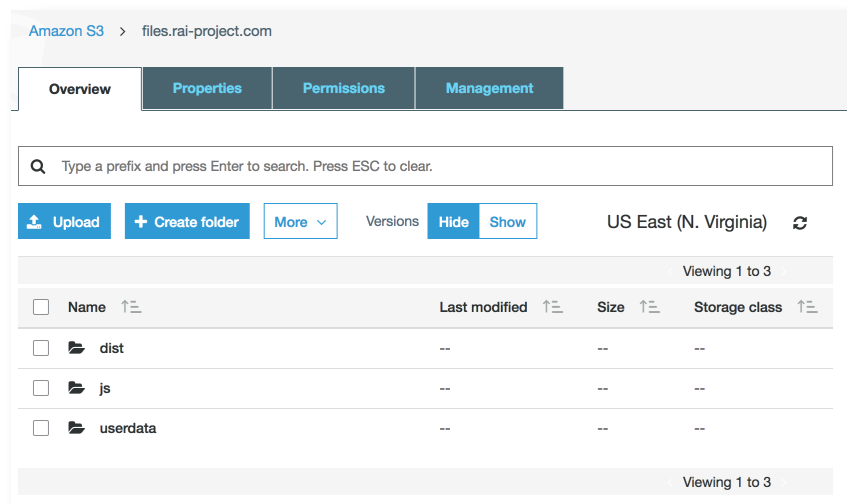 Amazon S3 > files.rai-project.com
Overview Properties Permissions Management
Type a prefix and press Enter to search. Press ESC to clear.
Upload Create folder More Versions Hide Show US East (N. Virginia)
Viewing 1 to 3
Name Last modified Size Storage class
dist -- -- --
js -- -- --
userdata -- -- --
Viewing 1 to 3